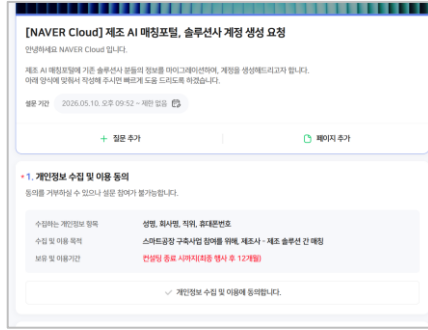 [NAVER Cloud] 제조 AI 매칭포털, 솔루션사 계정 생성 요청
안녕하세요 NAVER Cloud 입니다.
제조 AI 매칭포털에 기존 솔루션사 분들의 정보를 마이그레이션하여, 계정을 생성해드리고자 합니다.
아래 양식에 맞춰서 작성해 주시면 빠르게 도움 드리도록 하겠습니다.
설문 기간 2026.05.10. 오후 09:52 ~ 제한 없음
+ 질문 추가
페이지 추가
• 1. 개인정보 수집 및 이용 동의
동의를 거부하실 수 있으나 설문 참여가 불가능합니다.
수집하는 개인정보 항목 성명, 회사명, 직위, 휴대폰번호
수집 및 이용 목적 스마트공장 구축사업 참여를 위해, 제조사 - 제조 솔루션 간 매칭
보유 및 이용기간 컨설팅 종료 시까지(최종 행사 후 12개월)
개인정보 수집 및 이용에 동의합니다.